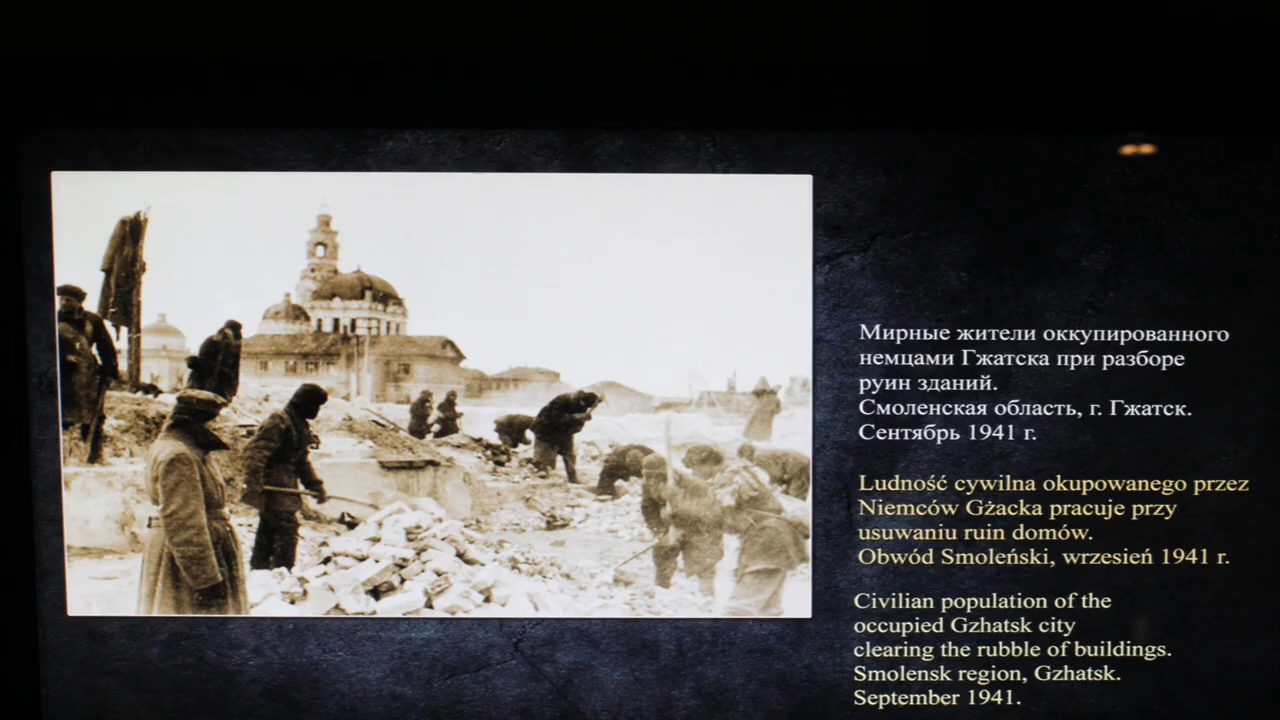 Мирные жители оккупированного
немцами Гжатска при разборе
руин зданий.
Смоленская область, г. Гжатск.
Сентябрь 1941 г.
Ludność cywilna okupowanego przez
Niemców Gżacka pracuje przy
usuwaniu ruin domów.
Obwód Smoleński, wrzesień 1941 r.
Civilian population of the
occupied Gzhatsk city
clearing the rubble of buildings.
Smolensk region, Gzhatsk.
September 1941.